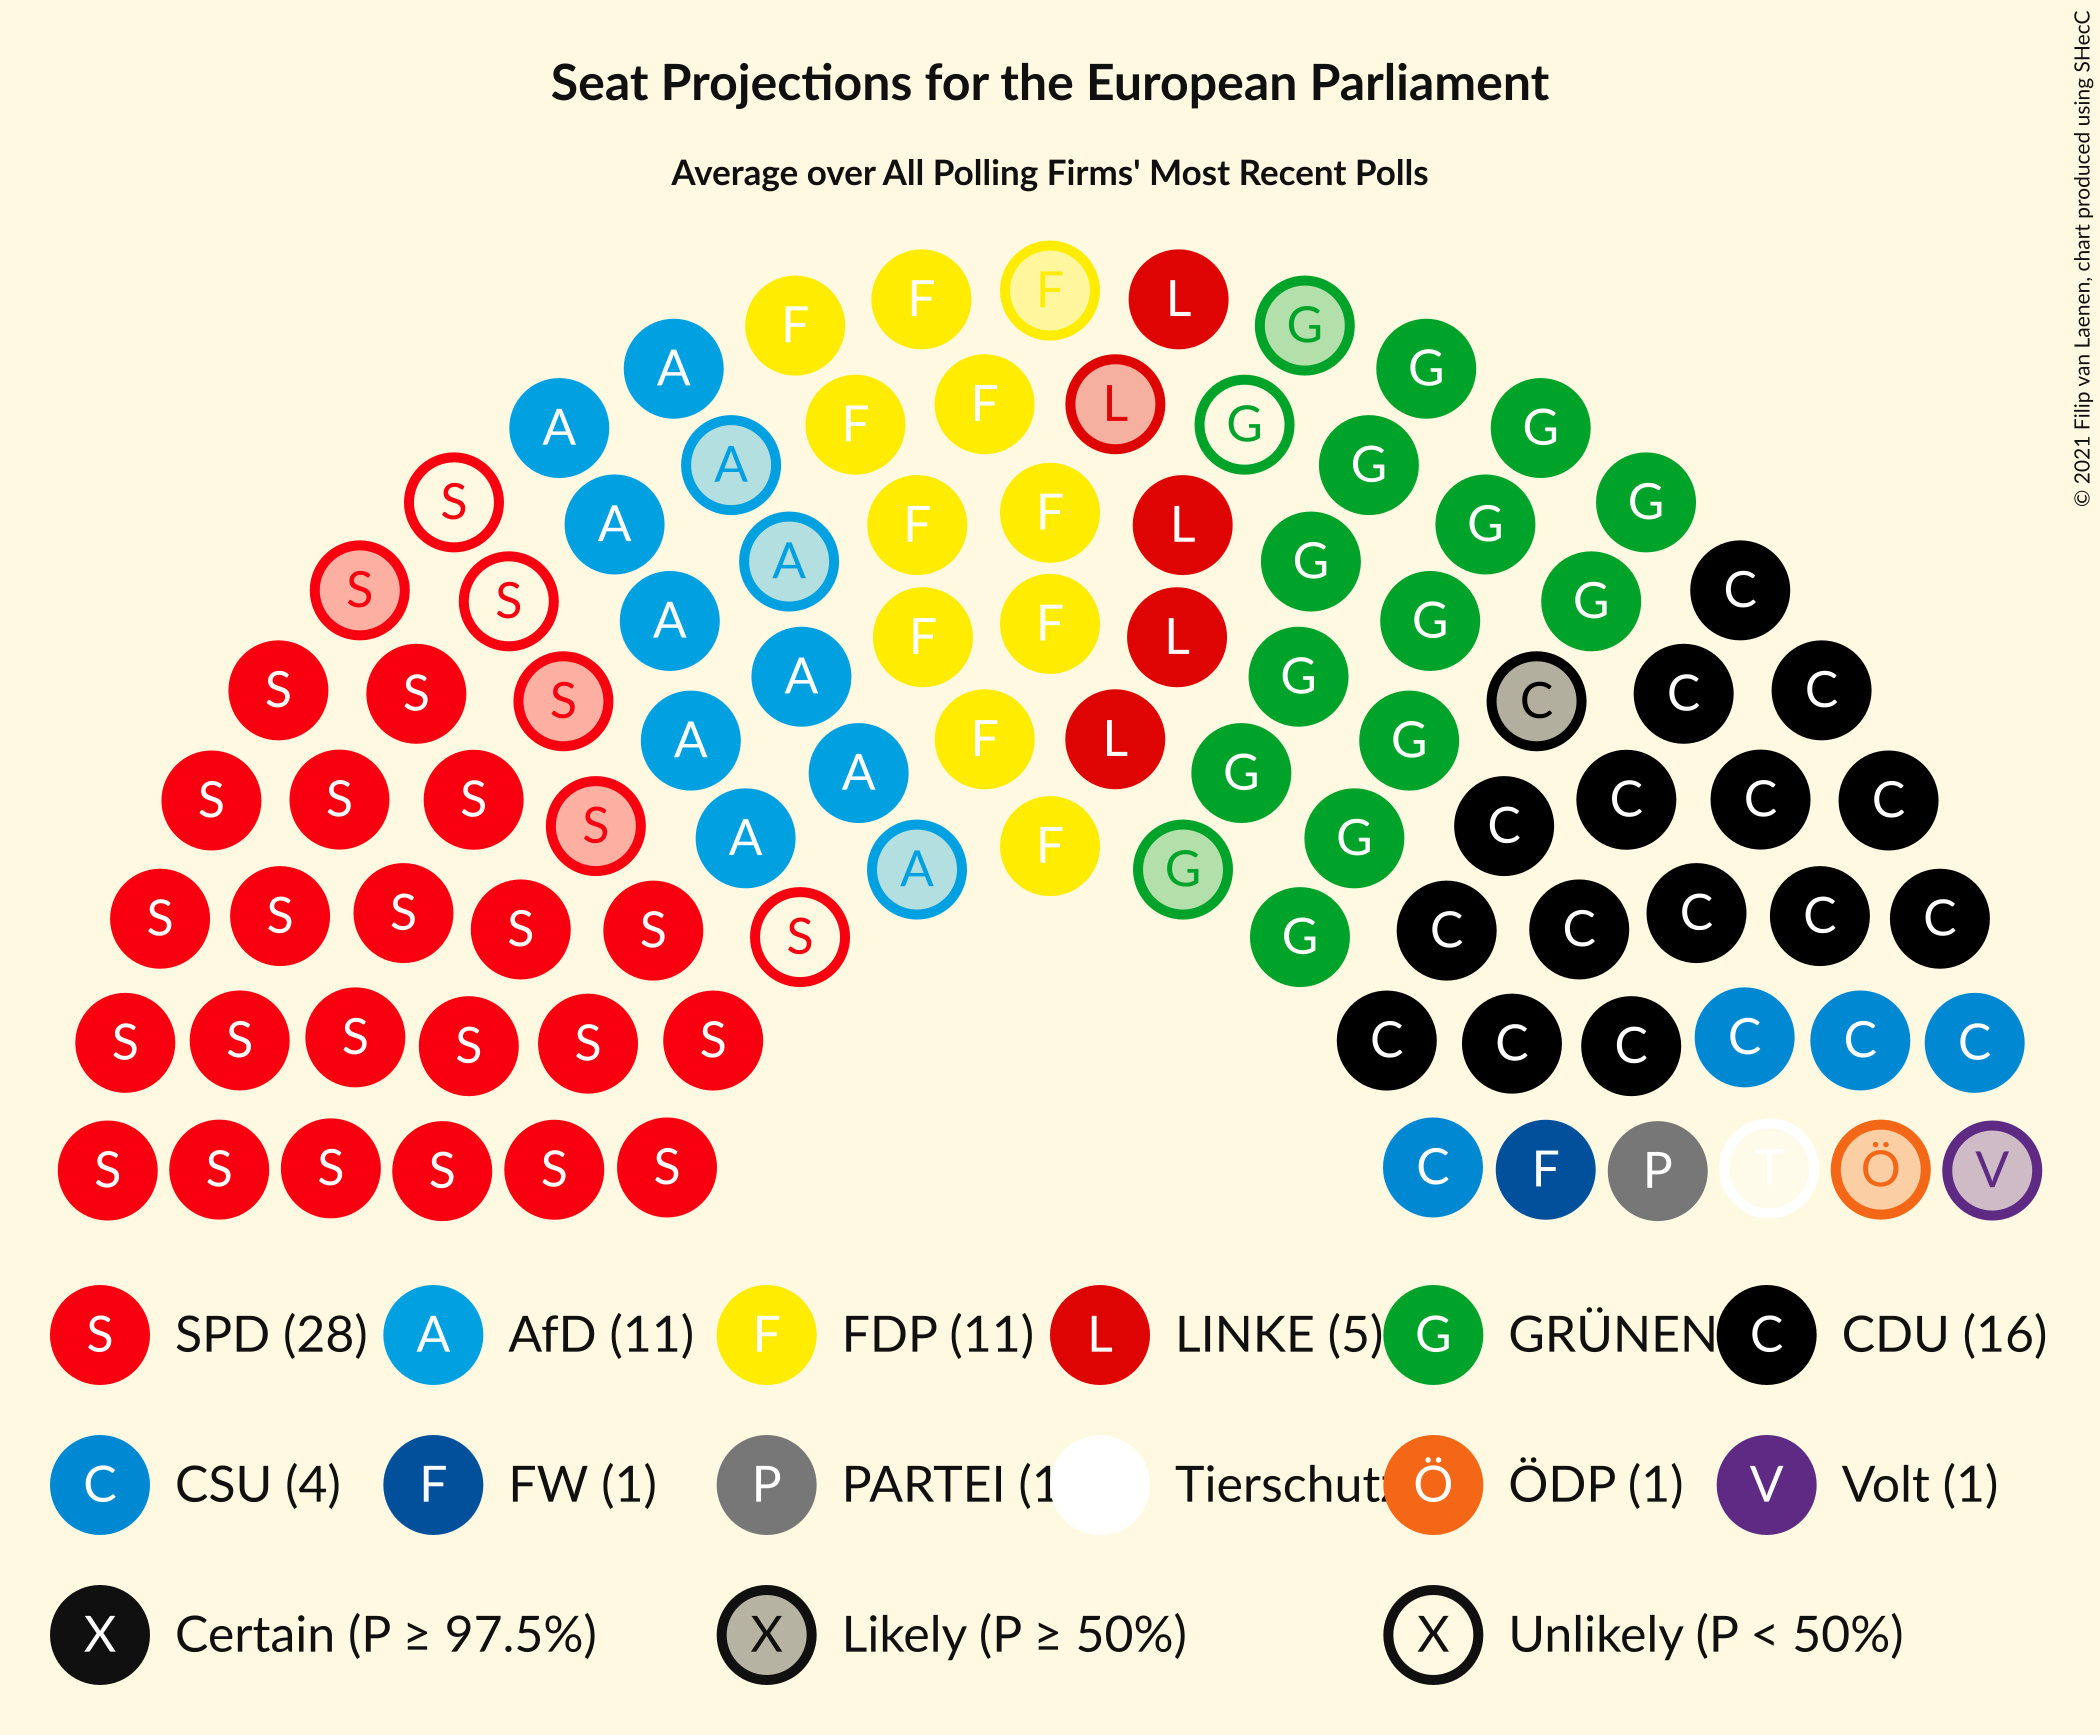 © 2021 Filip van Laenen, chart produced using SHecC
Seat Projections for the European Parliament
Average over All Polling Firms' Most Recent Polls
F F F L G
A G
A F F L G G
A G
S A F F L G G
S S A G G C
A F F L G
S S S A G C C C
A F L G
S S S A G C C C
S A A F G G C
S S S S S S G C C C C C
S S S S S S C C C C C C
S S S S S S C F P T Ö V
S SPD (28) A AfD (11) F FDP (11) L LINKE (5) G GRÜNEN C CDU (16)
C CSU (4) F FW (1) P PARTEI (1 Tierschutz Ö ÖDP (1) V Volt (1)
X Certain (P ≥ 97.5%) X Likely (P ≥ 50%) X Unlikely (P < 50%)